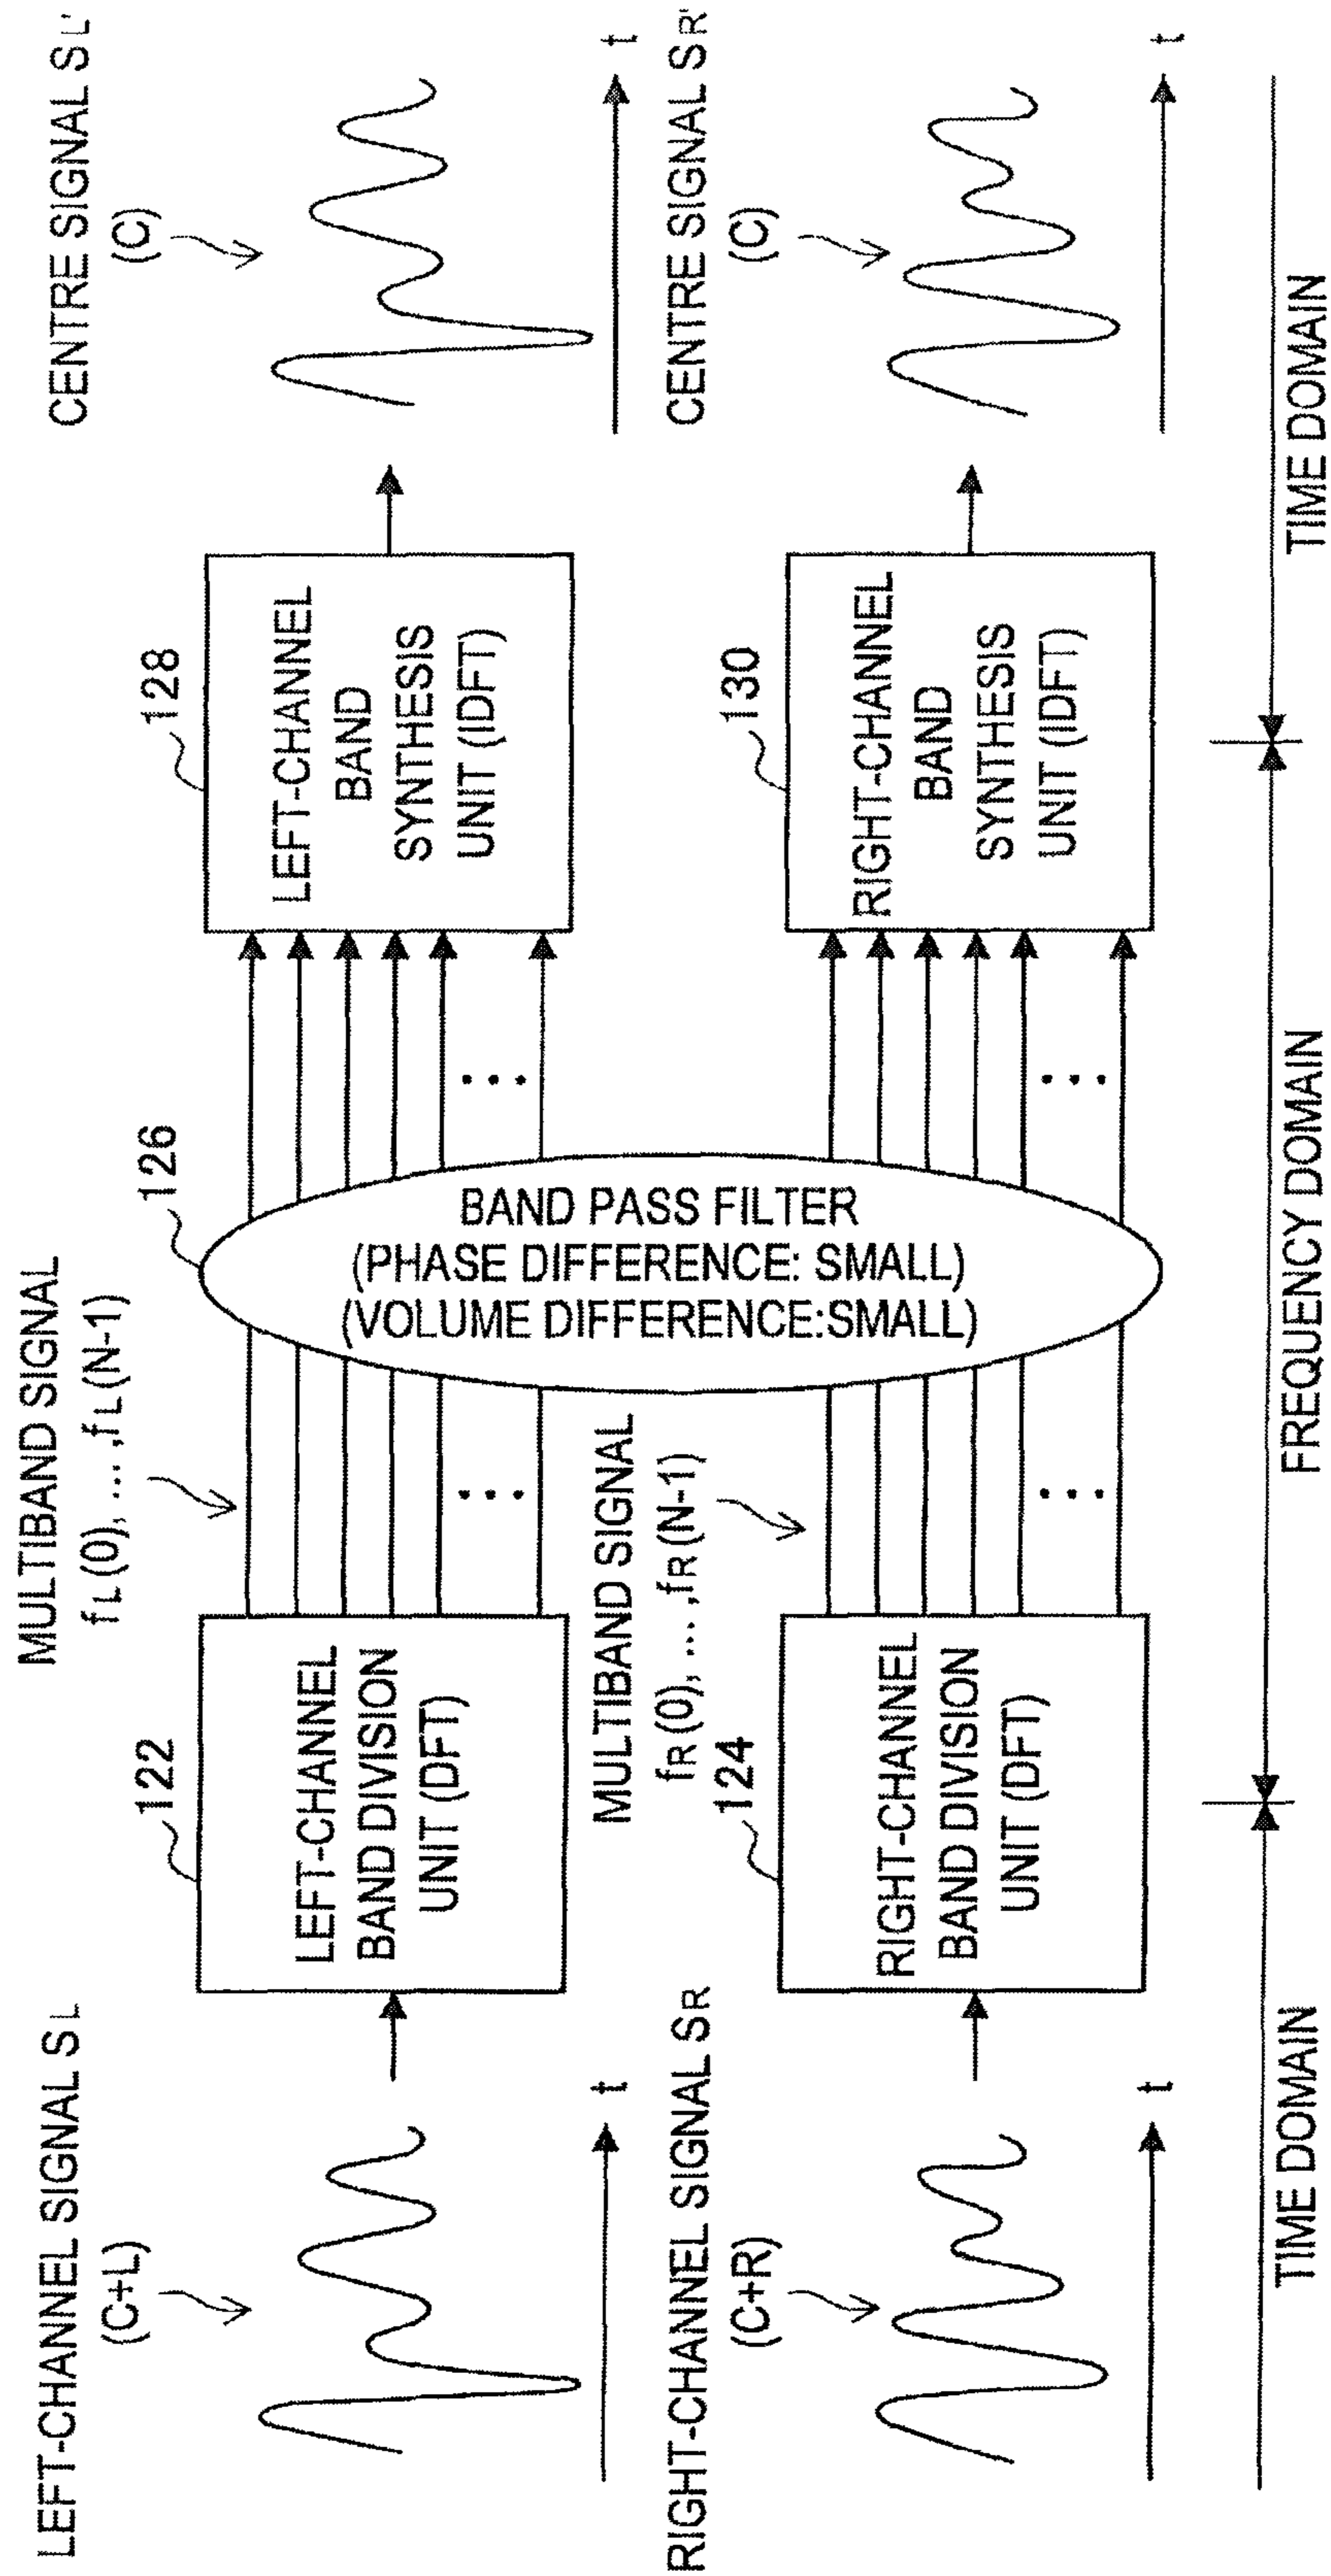 LEFT-CHANNEL SIGNAL SL
(C+L)
t
122
LEFT-CHANNEL
BAND DIVISION
UNIT (DFT)
MULTIBAND SIGNAL
fL(0), ... ,fL(N-1)
...
126
BAND PASS FILTER
(PHASE DIFFERENCE: SMALL)
(VOLUME DIFFERENCE:SMALL)
...
128
LEFT-CHANNEL
BAND
SYNTHESIS
UNIT (IDFT)
CENTRE SIGNAL SL'
(C)
t
RIGHT-CHANNEL SIGNAL SR
(C+R)
t
124
RIGHT-CHANNEL
BAND DIVISION
UNIT (DFT)
MULTIBAND SIGNAL
fR(0), ... ,fR(N-1)
...
...
130
RIGHT-CHANNEL
BAND
SYNTHESIS
UNIT (IDFT)
CENTRE SIGNAL SR'
(C)
t
TIME DOMAIN
FREQUENCY DOMAIN
TIME DOMAIN